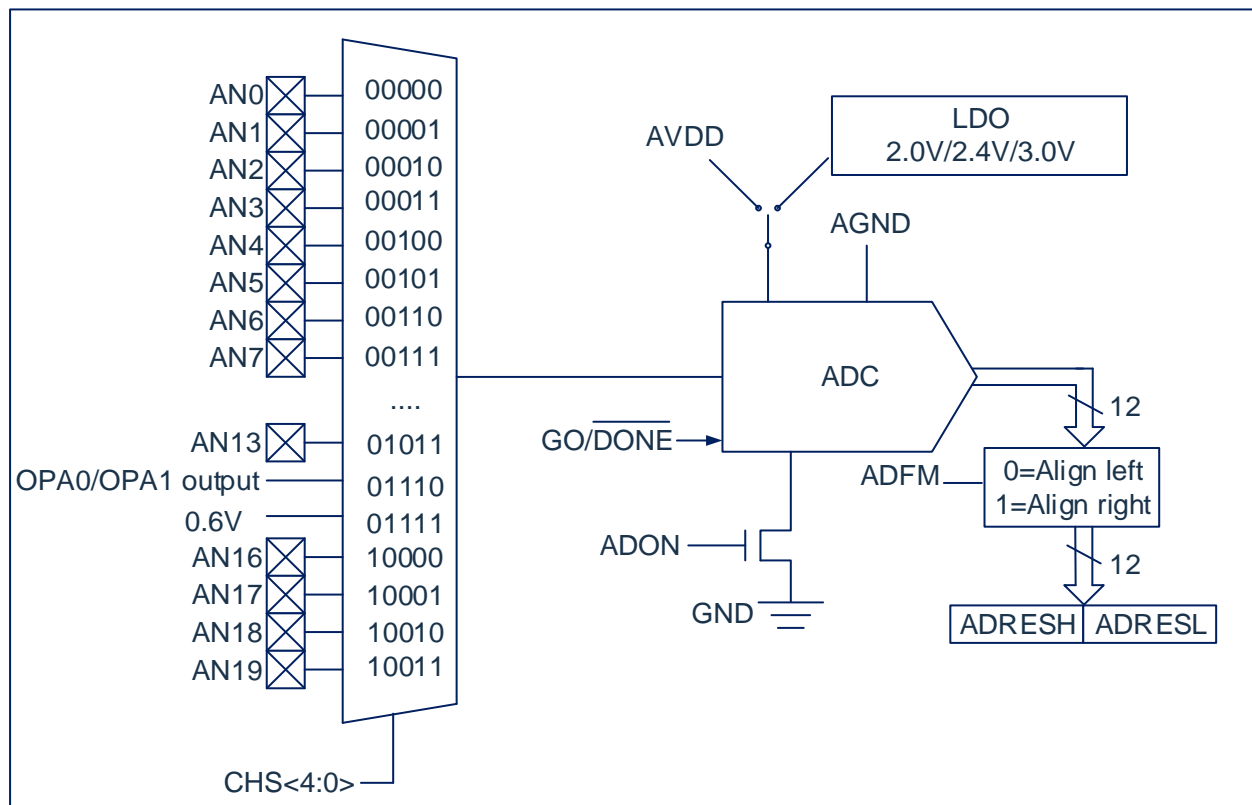 AN0 00000
AN1 00001
AN2 00010
AN3 00011
AN4 00100
AN5 00101
AN6 00110
AN7 00111
....
AN13 01011
OPA0/OPA1 output 01110
0.6V 01111
AN16 10000
AN17 10001
AN18 10010
AN19 10011
CHS<4:0>
LDO
2.0V/2.4V/3.0V
AVDD
AGND
ADC
GO/DONE
12
ADFM
0=Align left
1=Align right
ADON
12
GND
ADRESH ADRESL